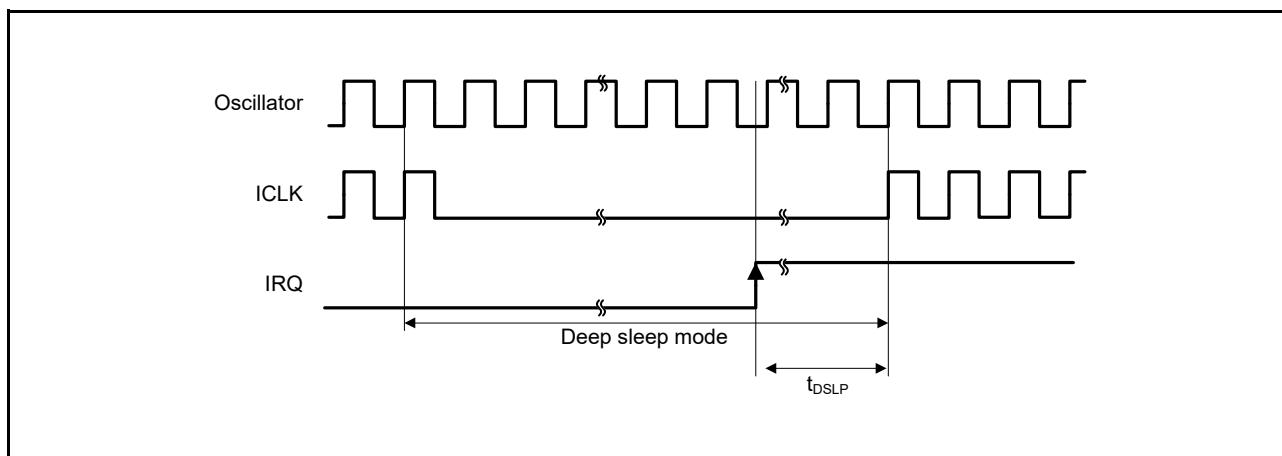 Oscillator
ICLK
IRQ
Deep sleep mode
tDSLP